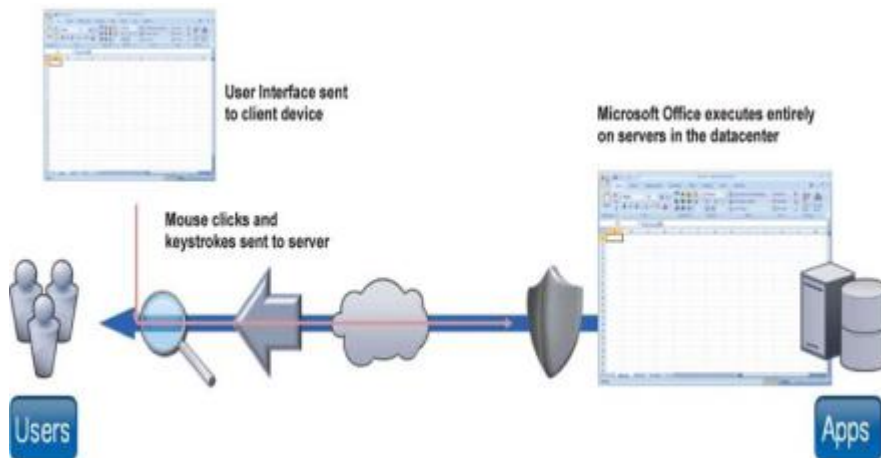 User Interface sent
to client device
Microsoft Office executes entirely
on servers in the datacenter
Mouse clicks and
keystrokes sent to server
Users
Apps